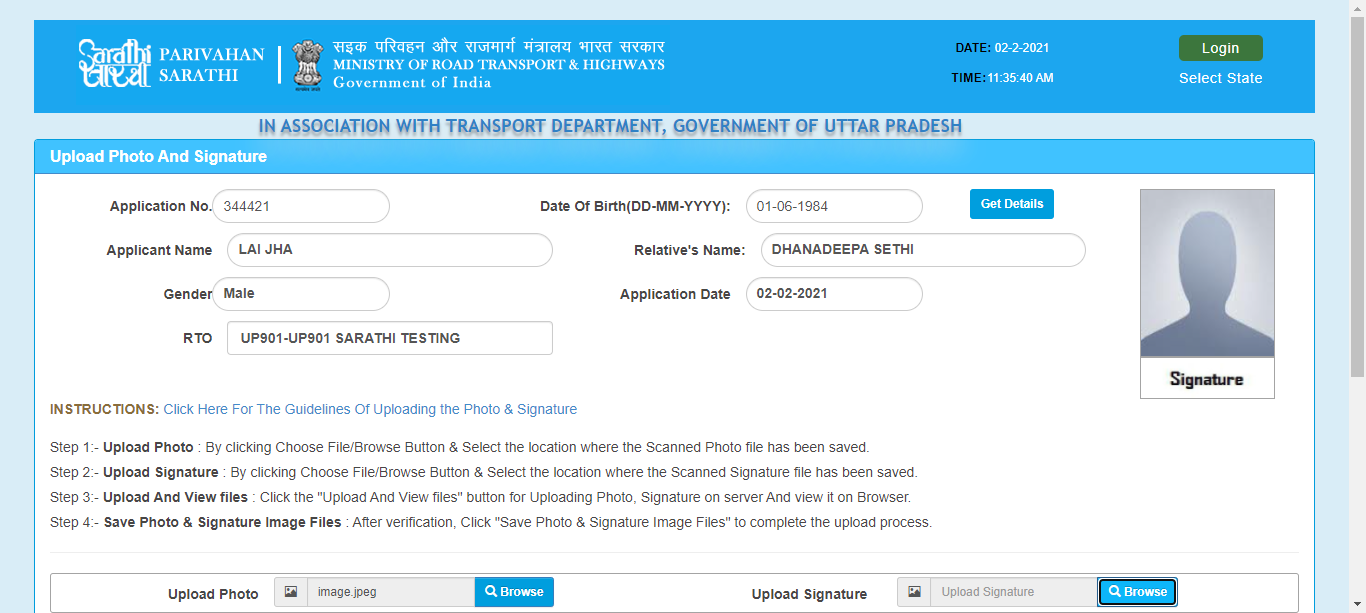 Sarathi
सारथी
PARIVAHAN
SARATHI
सड़क परिवहन और राजमार्ग मंत्रालय भारत सरकार
MINISTRY OF ROAD TRANSPORT & HIGHWAYS
Government of India
DATE: 02-2-2021
TIME:11:35:40 AM
Login
Select State
IN ASSOCIATION WITH TRANSPORT DEPARTMENT, GOVERNMENT OF UTTAR PRADESH
Upload Photo And Signature
Application No. 344421 Date Of Birth(DD-MM-YYYY): 01-06-1984 Get Details
Applicant Name LAI JHA Relative's Name: DHANADEEPA SETHI
Gender Male Application Date 02-02-2021
RTO UP901-UP901 SARATHI TESTING
Signature
INSTRUCTIONS: Click Here For The Guidelines Of Uploading the Photo & Signature
Step 1:- Upload Photo : By clicking Choose File/Browse Button & Select the location where the Scanned Photo file has been saved.
Step 2:- Upload Signature : By clicking Choose File/Browse Button & Select the location where the Scanned Signature file has been saved.
Step 3:- Upload And View files : Click the "Upload And View files" button for Uploading Photo, Signature on server And view it on Browser.
Step 4:- Save Photo & Signature Image Files : After verification, Click "Save Photo & Signature Image Files" to complete the upload process.
Upload Photo image.jpeg Browse Upload Signature Upload Signature Browse